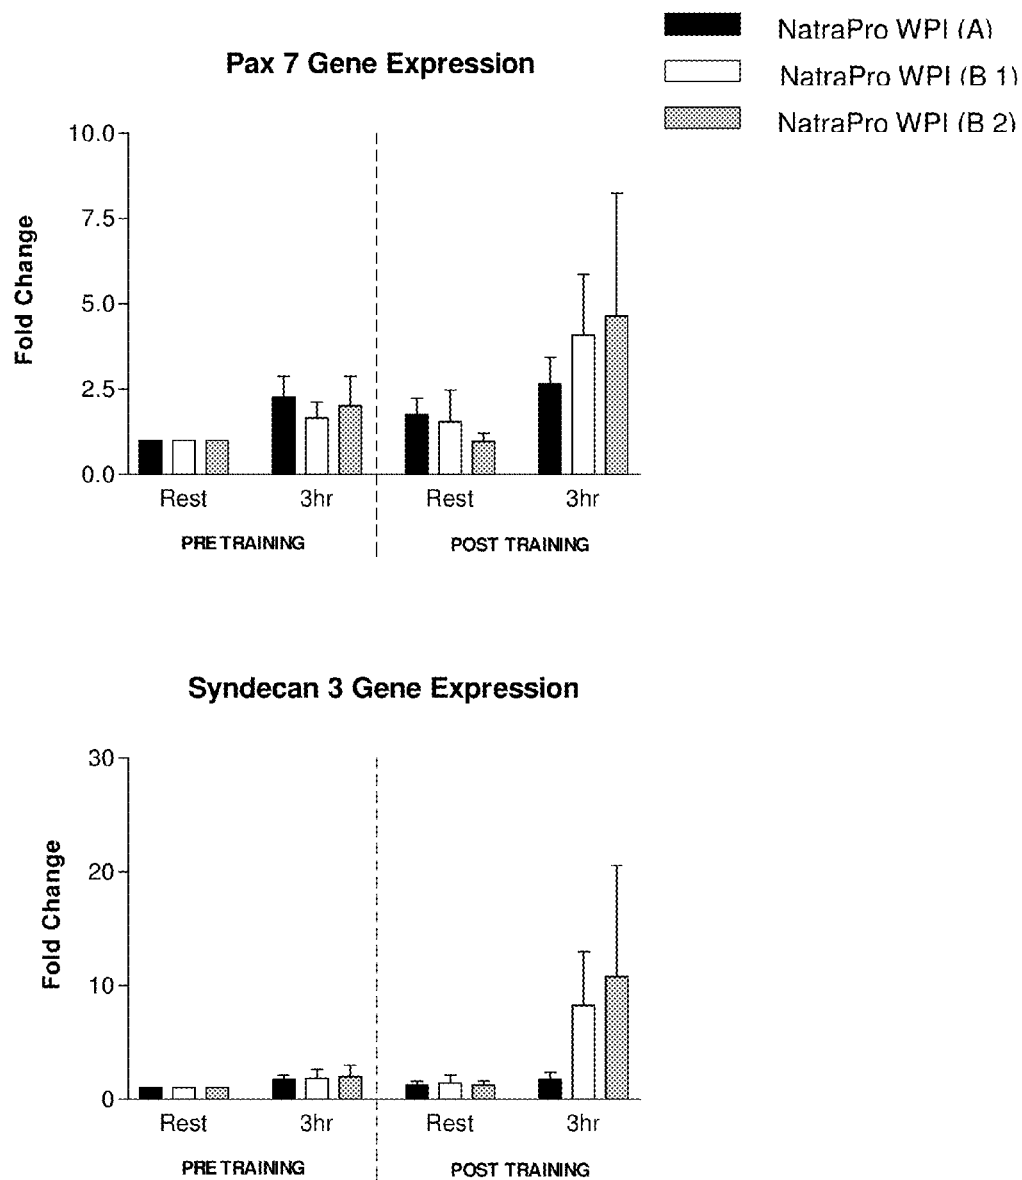 NatraPro WPI (A)
NatraPro WPI (B 1)
NatraPro WPI (B 2)
Pax 7 Gene Expression
10.0
7.5
5.0
2.5
0.0
Fold Change
Rest 3hr Rest 3hr
PRE TRAINING POST TRAINING
Syndecan 3 Gene Expression
30
20
10
0
Fold Change
Rest 3hr Rest 3hr
PRE TRAINING POST TRAINING